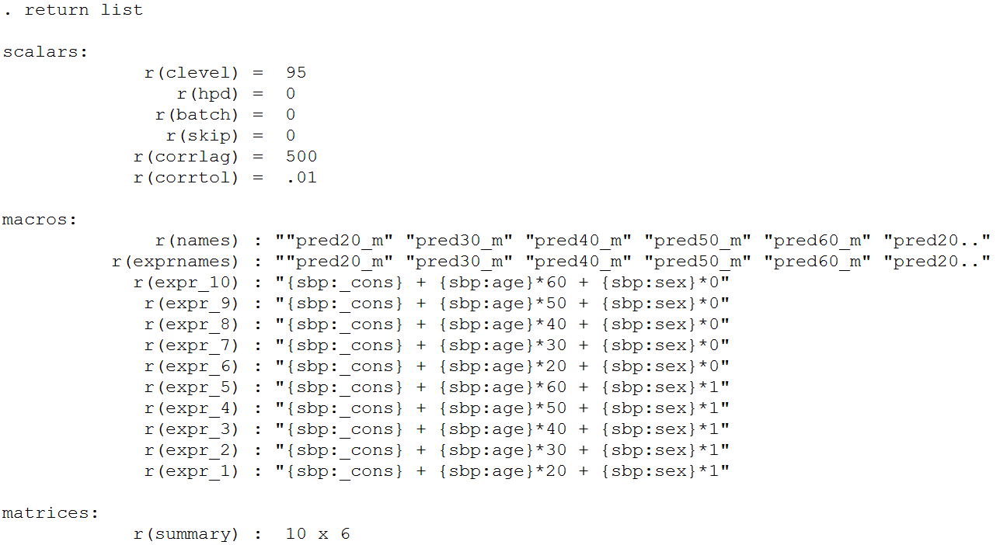 . return list
scalars:
r(clevel) = 95
r(hpd) = 0
r(batch) = 0
r(skip) = 0
r(corrlag) = 500
r(corrtol) = .01
macros:
r(names) : ""pred20_m" "pred30_m" "pred40_m" "pred50_m" "pred60_m" "pred20.."
r(exprnames) : ""pred20_m" "pred30_m" "pred40_m" "pred50_m" "pred60_m" "pred20.."
r(expr_10) : "{sbp:_cons} + {sbp:age}*60 + {sbp:sex}*0"
r(expr_9) : "{sbp:_cons} + {sbp:age}*50 + {sbp:sex}*0"
r(expr_8) : "{sbp:_cons} + {sbp:age}*40 + {sbp:sex}*0"
r(expr_7) : "{sbp:_cons} + {sbp:age}*30 + {sbp:sex}*0"
r(expr_6) : "{sbp:_cons} + {sbp:age}*20 + {sbp:sex}*0"
r(expr_5) : "{sbp:_cons} + {sbp:age}*60 + {sbp:sex}*1"
r(expr_4) : "{sbp:_cons} + {sbp:age}*50 + {sbp:sex}*1"
r(expr_3) : "{sbp:_cons} + {sbp:age}*40 + {sbp:sex}*1"
r(expr_2) : "{sbp:_cons} + {sbp:age}*30 + {sbp:sex}*1"
r(expr_1) : "{sbp:_cons} + {sbp:age}*20 + {sbp:sex}*1"
matrices:
r(summary) : 10 x 6